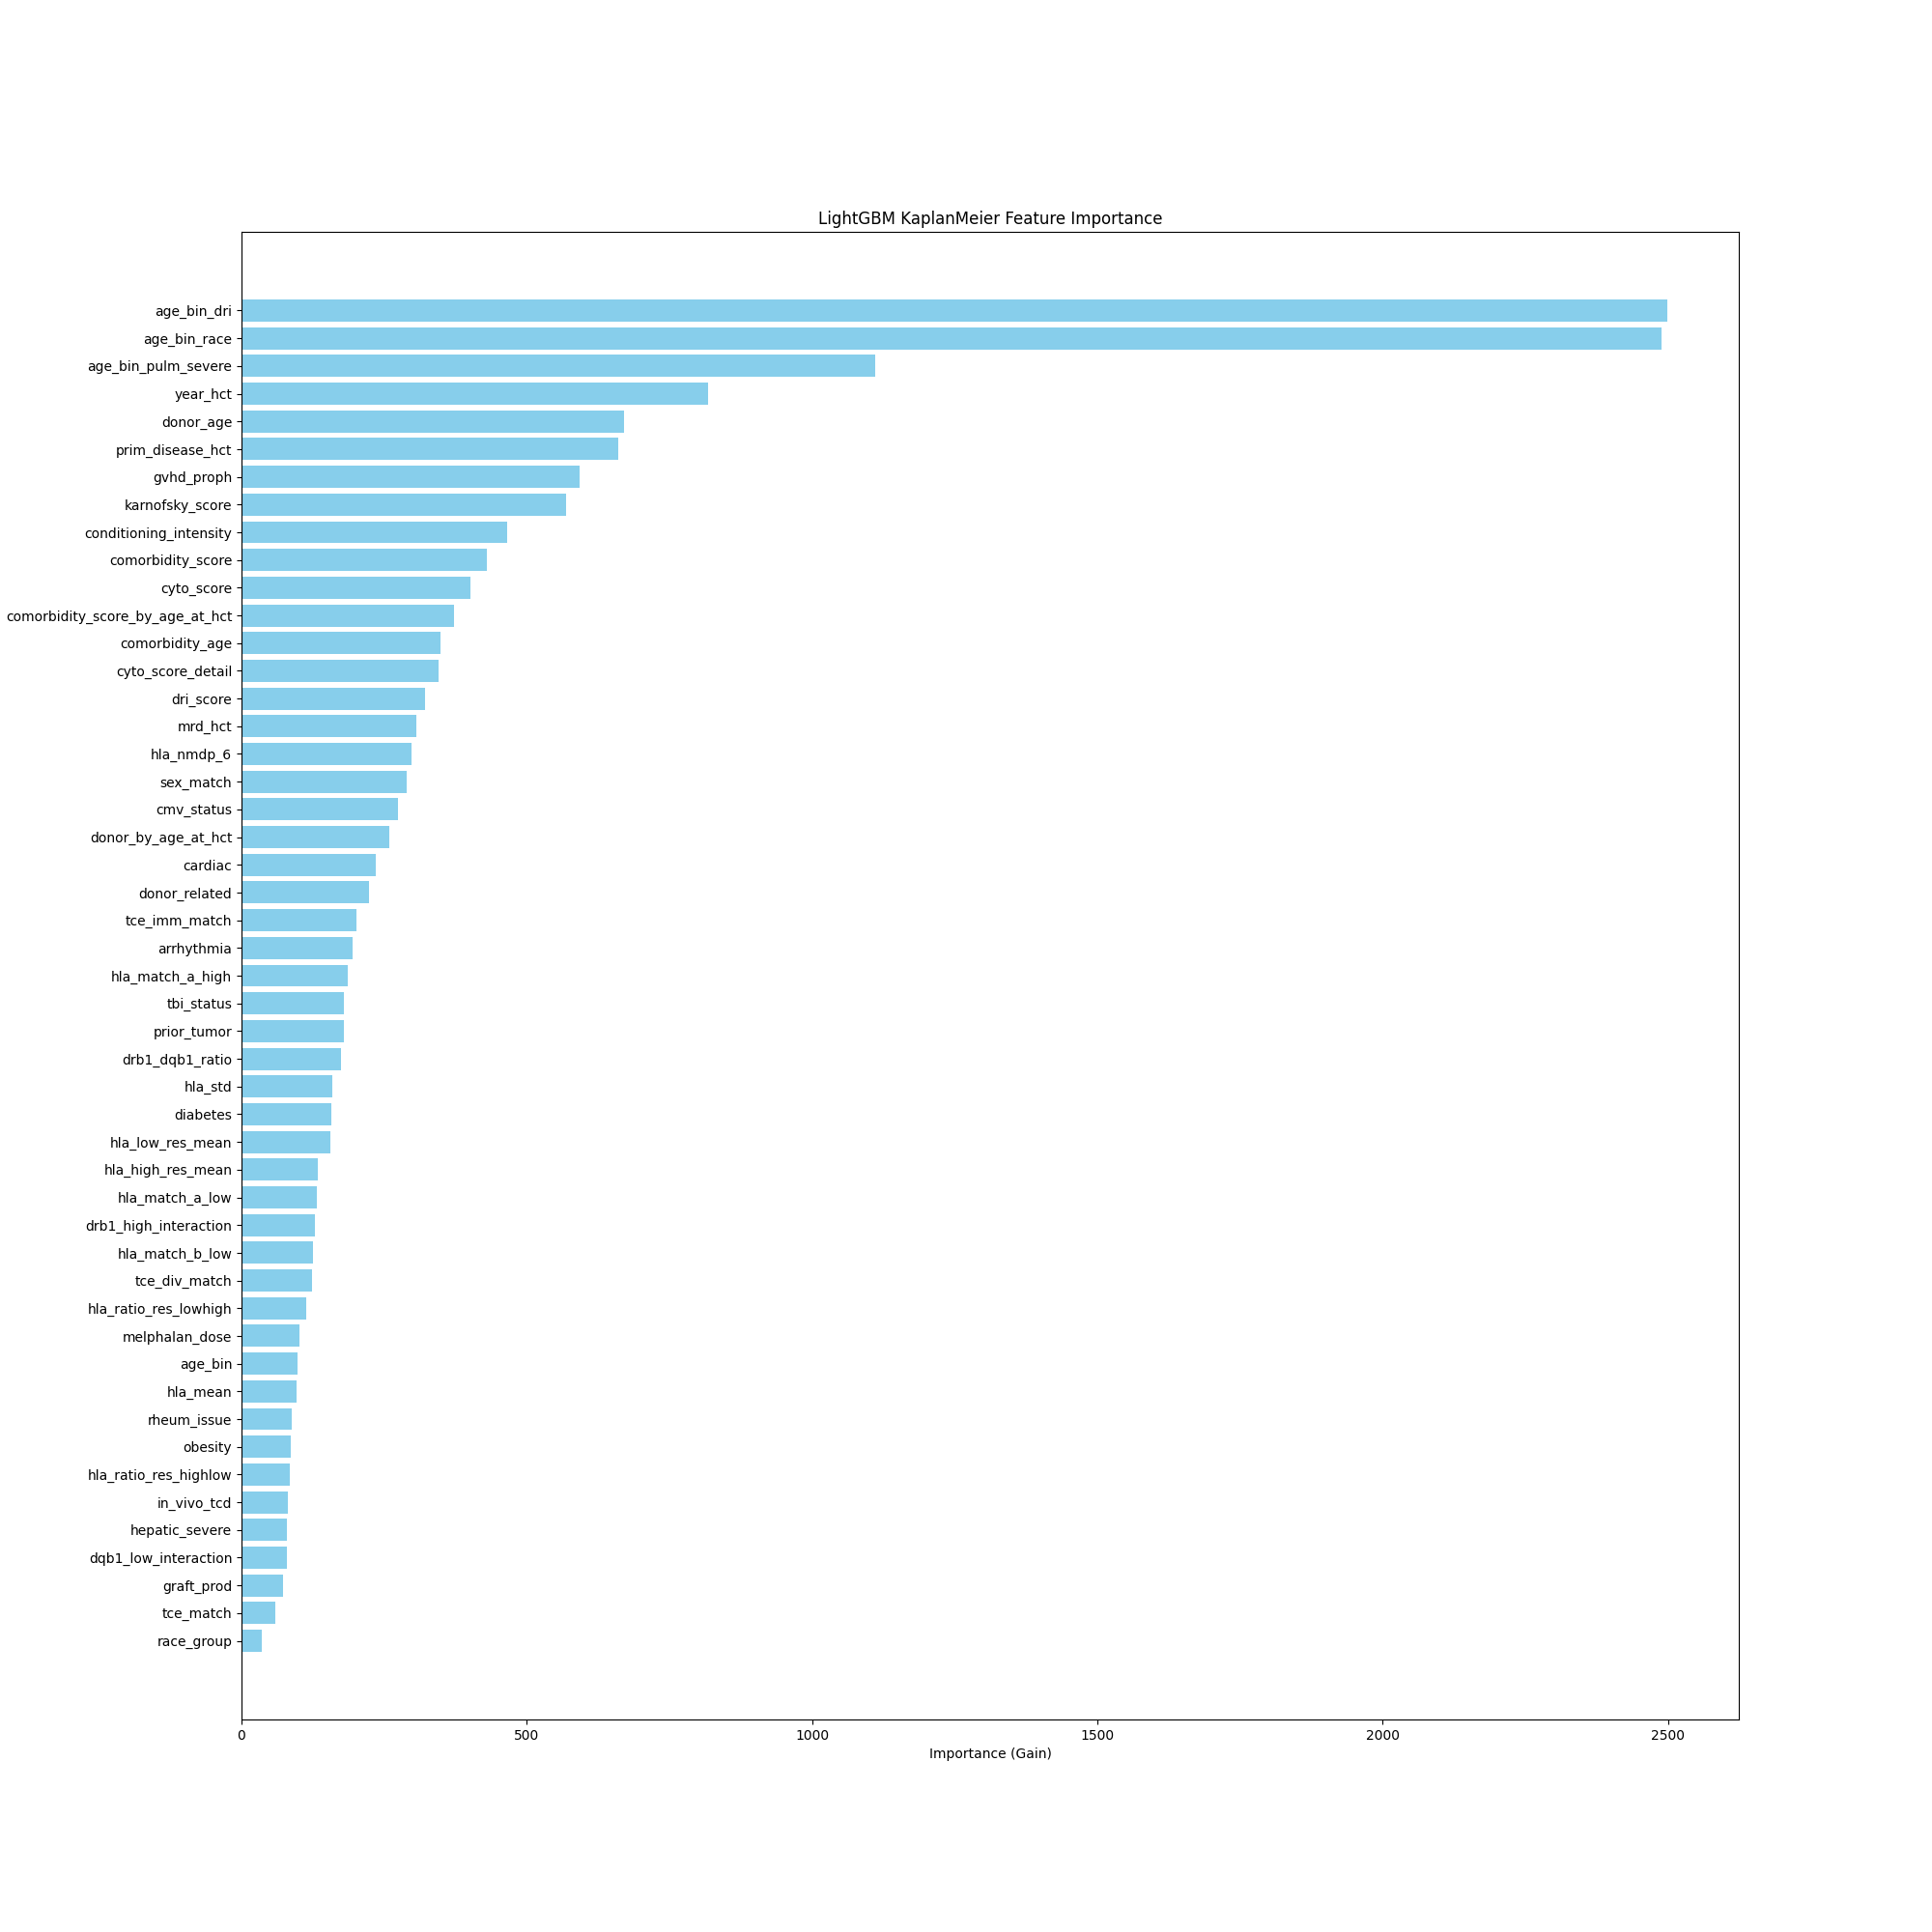 LightGBM KaplanMeier Feature Importance
age_bin_dri
age_bin_race
age_bin_pulm_severe
year_hct
donor_age
prim_disease_hct
gvhd_proph
karnofsky_score
conditioning_intensity
comorbidity_score
cyto_score
comorbidity_score_by_age_at_hct
comorbidity_age
cyto_score_detail
dri_score
mrd_hct
hla_nmdp_6
sex_match
cmv_status
donor_by_age_at_hct
cardiac
donor_related
tce_imm_match
arrhythmia
hla_match_a_high
tbi_status
prior_tumor
drb1_dqb1_ratio
hla_std
diabetes
hla_low_res_mean
hla_high_res_mean
hla_match_a_low
drb1_high_interaction
hla_match_b_low
tce_div_match
hla_ratio_res_lowhigh
melphalan_dose
age_bin
hla_mean
rheum_issue
obesity
hla_ratio_res_highlow
in_vivo_tcd
hepatic_severe
dqb1_low_interaction
graft_prod
tce_match
race_group
0 500 1000 1500 2000 2500
Importance (Gain)